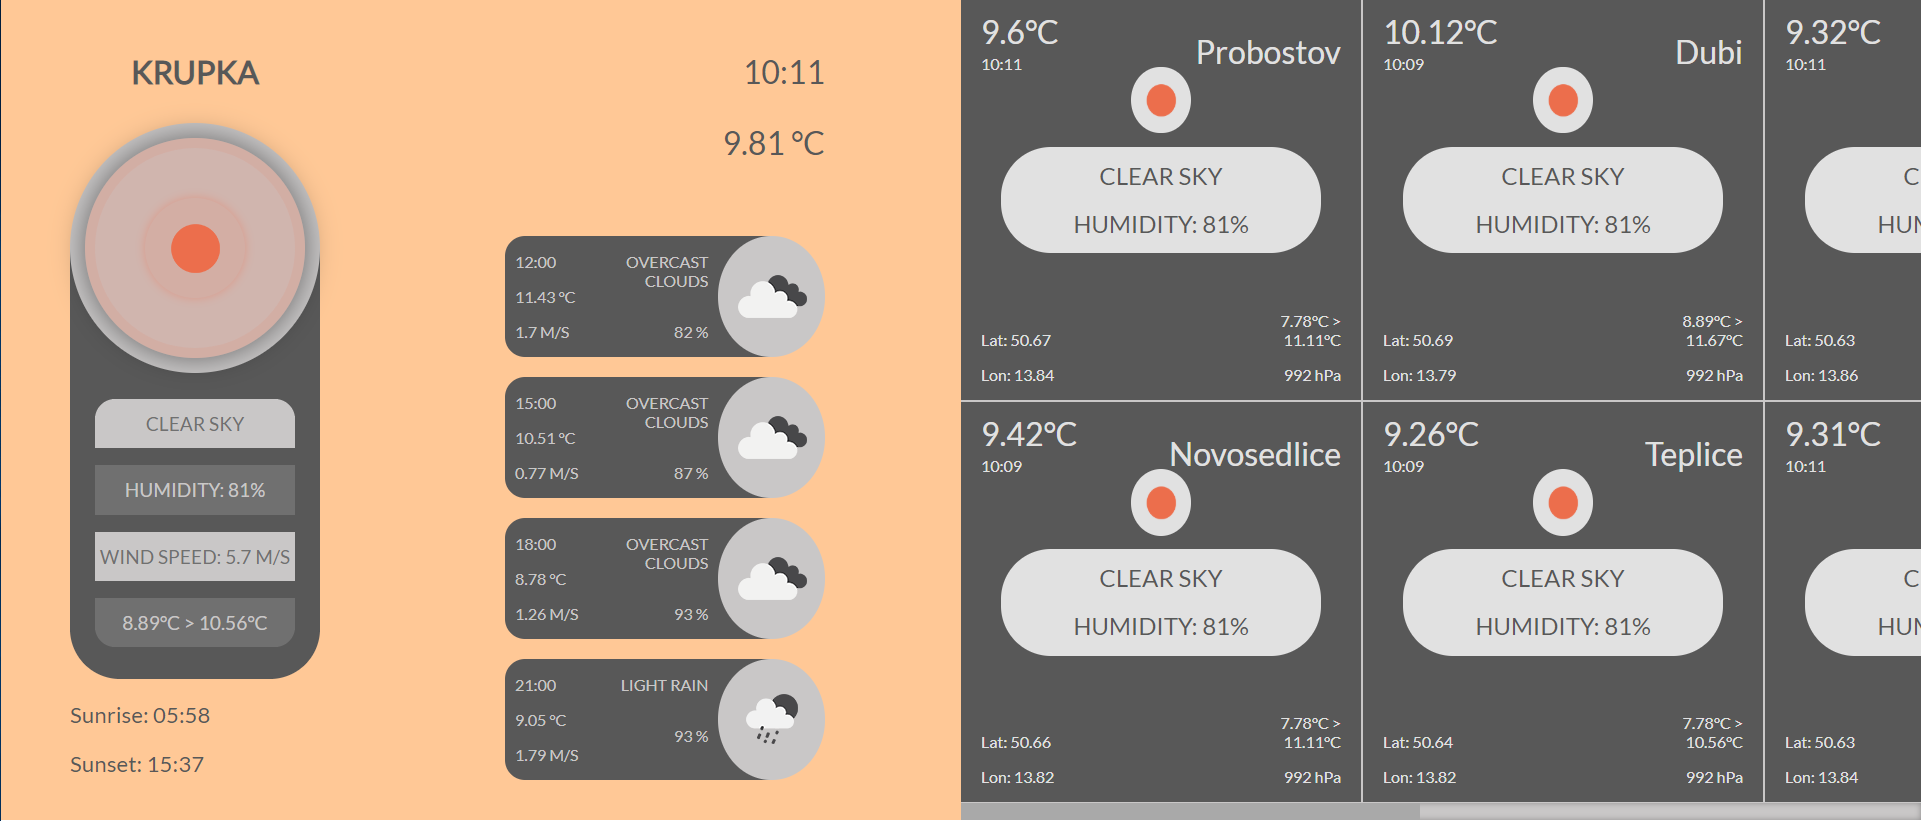 KRUPKA
10:11
9.81 °C
CLEAR SKY
HUMIDITY: 81%
WIND SPEED: 5.7 M/S
8.89°C > 10.56°C
Sunrise: 05:58
Sunset: 15:37
12:00
OVERCAST
CLOUDS
11.43 °C
1.7 M/S
82 %
15:00
OVERCAST
CLOUDS
10.51 °C
0.77 M/S
87 %
18:00
OVERCAST
CLOUDS
8.78 °C
1.26 M/S
93 %
21:00
LIGHT RAIN
9.05 °C
93 %
1.79 M/S
9.6°C
Probostov
10:11
CLEAR SKY
HUMIDITY: 81%
7.78°C >
11.11°C
Lat: 50.67
Lon: 13.84
992 hPa
10.12°C
Dubi
10:09
CLEAR SKY
HUMIDITY: 81%
8.89°C >
11.67°C
Lat: 50.69
Lon: 13.79
992 hPa
9.32°C
10:11
C
HUM
Lat: 50.63
Lon: 13.86
9.42°C
Novosedlice
10:09
CLEAR SKY
HUMIDITY: 81%
7.78°C >
11.11°C
Lat: 50.66
Lon: 13.82
992 hPa
9.26°C
Teplice
10:09
CLEAR SKY
HUMIDITY: 81%
7.78°C >
10.56°C
Lat: 50.64
Lon: 13.82
992 hPa
9.31°C
10:11
C
HUM
Lat: 50.63
Lon: 13.84